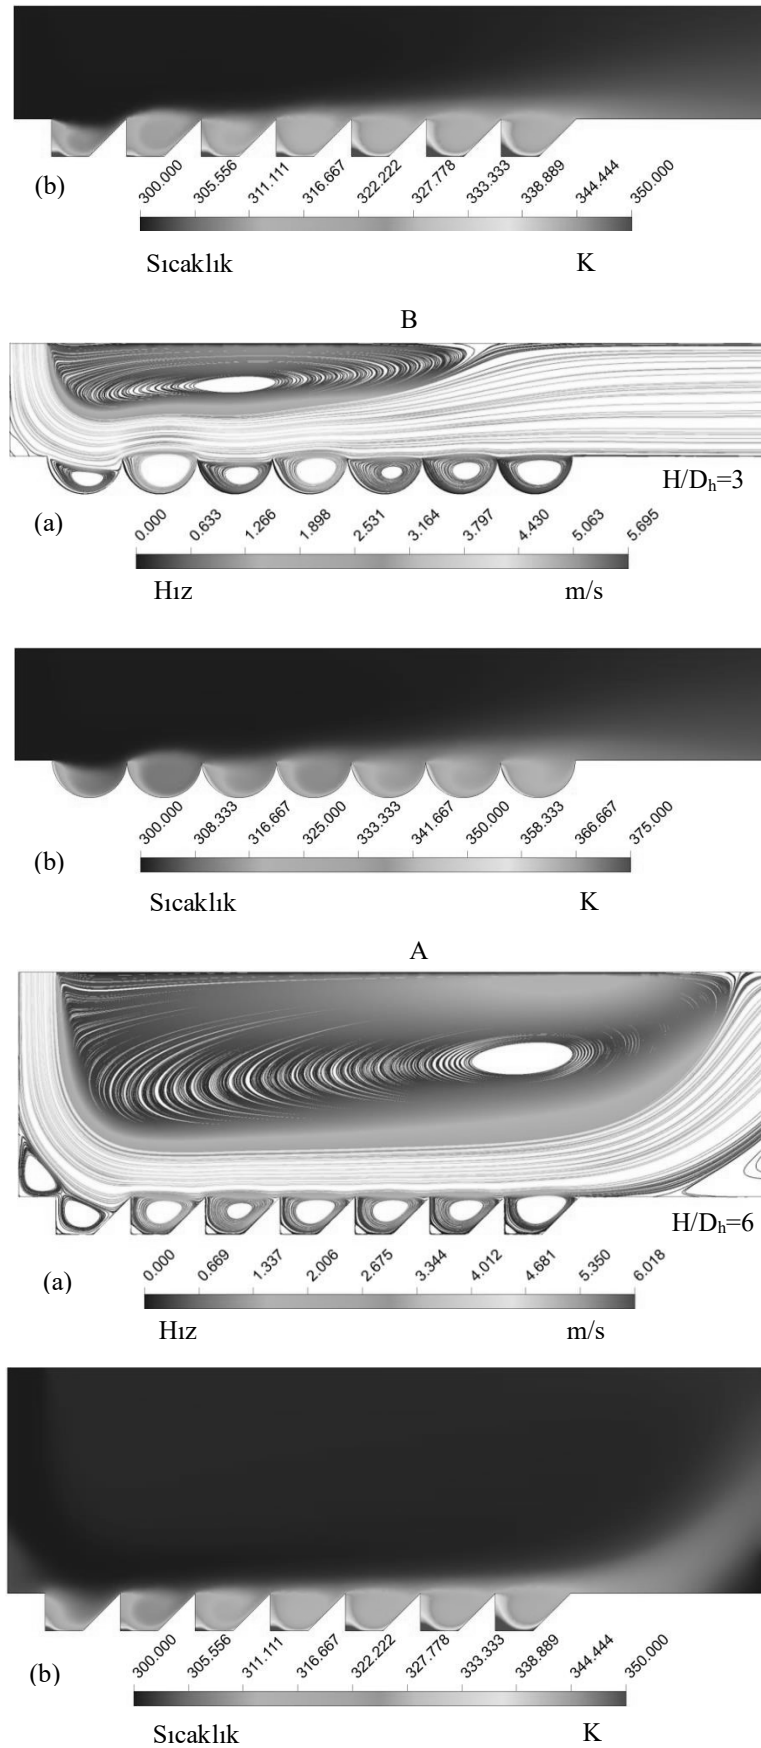 300.000 305.556 311.111 316.667 322.222 327.778 333.333 338.889 344.444 350.000
(b)
Sıcaklık K
B
H/Dh=3
0.000 0.633 1.266 1.898 2.531 3.164 3.797 4.430 5.063 5.695
(a)
Hız m/s
300.000 308.333 316.667 325.000 333.333 341.667 350.000 358.333 366.667 375.000
(b)
Sıcaklık K
A
H/Dh=6
0.000 0.669 1.337 2.006 2.675 3.344 4.012 4.681 5.350 6.018
(a)
Hız m/s
300.000 305.556 311.111 316.667 322.222 327.778 333.333 338.889 344.444 350.000
(b)
Sıcaklık K